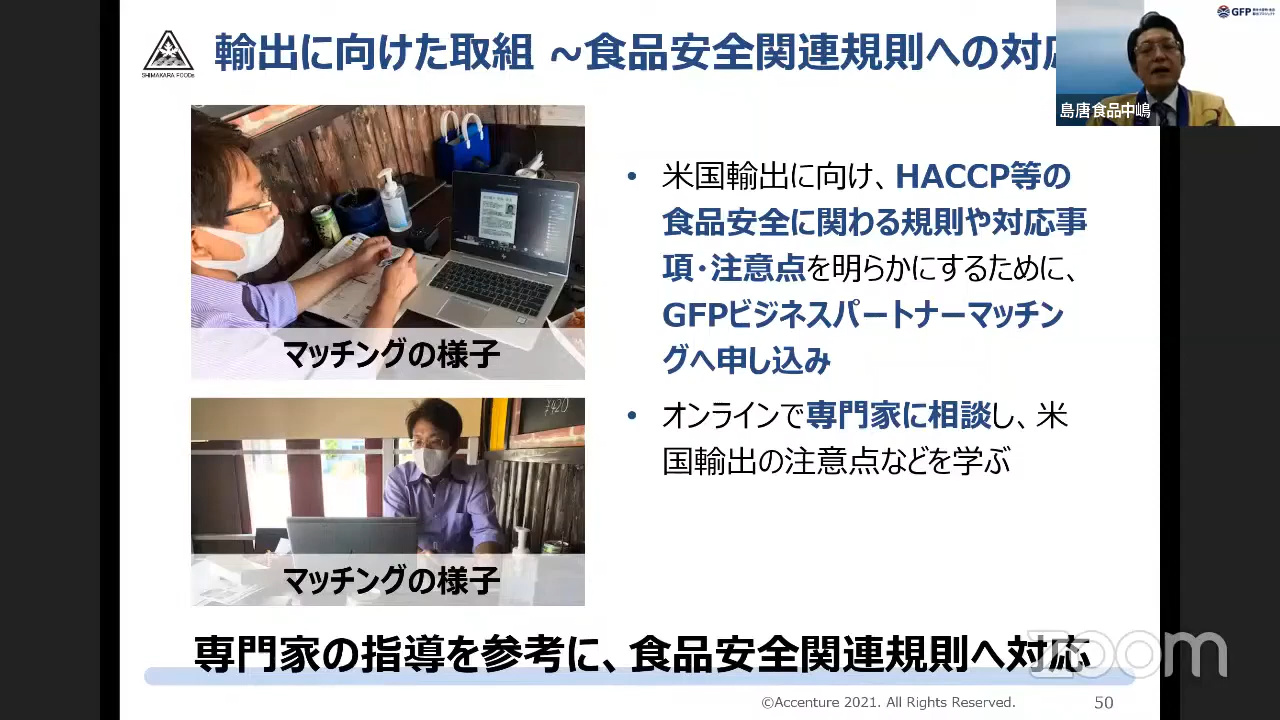 SHIMAKARA FOODs
輸出に向けた取組 ~食品安全関連規則への対応
GFP
島唐食品中嶋
¥420
マッチングの様子
マッチングの様子
• 米国輸出に向け、HACCP等の
食品安全に関わる規則や対応事
項・注意点を明らかにするために、
GFPビジネスパートナーマッチン
グへ申し込み
• オンラインで専門家に相談し、米
国輸出の注意点などを学ぶ
専門家の指導を参考に、食品安全関連規則へ対応
zoom
©Accenture 2021. All Rights Reserved.
50